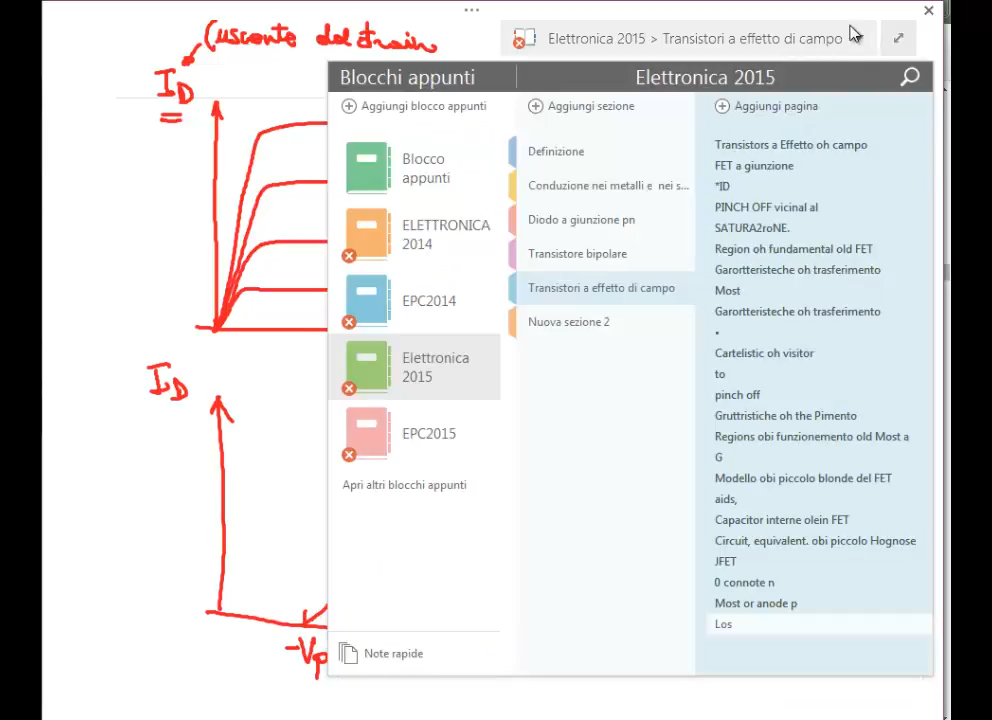 (uscente dal drain
ID
Elettronica 2015 > Transistori a effetto di campo
Blocchi appunti
Elettronica 2015
Aggiungi blocco appunti
Aggiungi sezione
Aggiungi pagina
Blocco
appunti
ELETTRONICA
2014
EPC2014
Elettronica
2015
EPC2015
Apri altri blocchi appunti
Note rapide
Definizione
Conduzione nei metalli e nei s...
Diodo a giunzione pn
Transistore bipolare
Transistori a effetto di campo
Nuova sezione 2
Transistors a Effetto oh campo
FET a giunzione
*ID
PINCH OFF vicinal al
SATURA2roNE.
Region oh fundamental old FET
Garortteristeche oh trasferimento
Most
Garortteristeche oh trasferimento
•
Cartelistic oh visitor
to
pinch off
Gruttristiche oh the Pimento
Regions obi funzionemento old Most a
G
Modello obi piccolo blonde del FET
aids,
Capacitor interne olein FET
Circuit, equivalent. obi piccolo Hognose
JFET
0 connote n
Most or anode p
Los
ID
-Vp